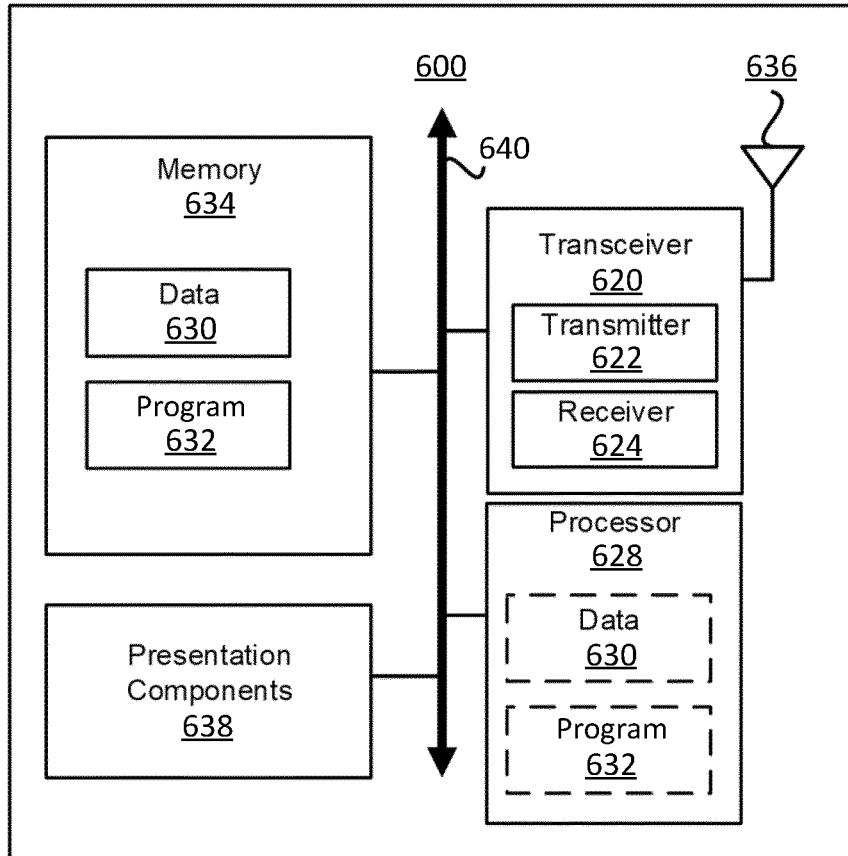 600
636
640
Memory
634
Data
630
Program
632
Transceiver
620
Transmitter
622
Receiver
624
Processor
628
Data
630
Program
632
Presentation
Components
638